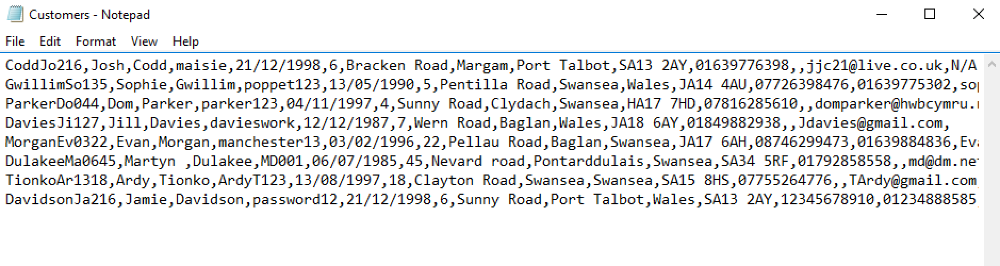 Customers - Notepad
File Edit Format View Help
CoddJo216,Josh,Codd,maisie,21/12/1998,6,Bracken Road,Margam,Port Talbot,SA13 2AY,01639776398,,jjc21@live.co.uk,N/A
GwillimSo135,Sophie,Gwillim,poppet123,13/05/1990,5,Pentilla Road,Swansea,Wales,JA14 4AU,07726398476,01639775302,so
ParkerDo044,Dom,Parker,parker123,04/11/1997,4,Sunny Road,Clydach,Swansea,HA17 7HD,07816285610,,domparker@hwbcymru.
DaviesJi127,Jill,Davies,davieswork,12/12/1987,7,Wern Road,Baglan,Wales,JA18 6AY,01849882938,,Jdavies@gmail.com,
MorganEv0322,Evan,Morgan,manchester13,03/02/1996,22,Pellau Road,Baglan,Swansea,JA17 6AH,08746299473,01639884836,Ev
DulakeeMa0645,Martyn ,Dulakee,MD001,06/07/1985,45,Nevard road,Pontarddulais,Swansea,SA34 5RF,01792858558,,md@dm.ne
TionkoAr1318,Ardy,Tionko,ArdyT123,13/08/1997,18,Clayton Road,Swansea,Swansea,SA15 8HS,07755264776,,TArdy@gmail.com
DavidsonJa216,Jamie,Davidson,password12,21/12/1998,6,Sunny Road,Port Talbot,Wales,SA13 2AY,12345678910,01234888585